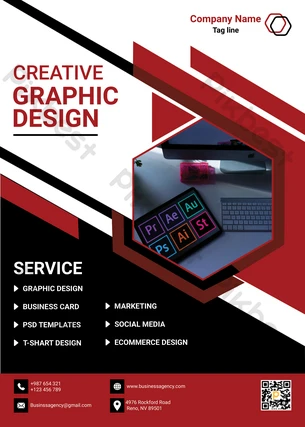 Company Name
Tag line
CREATIVE
GRAPHIC
DESIGN
Pr Ae Au
Ps Ai St
SERVICE
GRAPHIC DESIGN
BUSINESS CARD
PSD TEMPLATES
T-SHART DESIGN
MARKETING
SOCIAL MEDIA
ECOMMERCE DESIGN
+987 654 321
+123 456 789
www.businessagency.com
Businssagency@gmail.com
4976 Rockford Road
Reno, NV 89501
pikbest